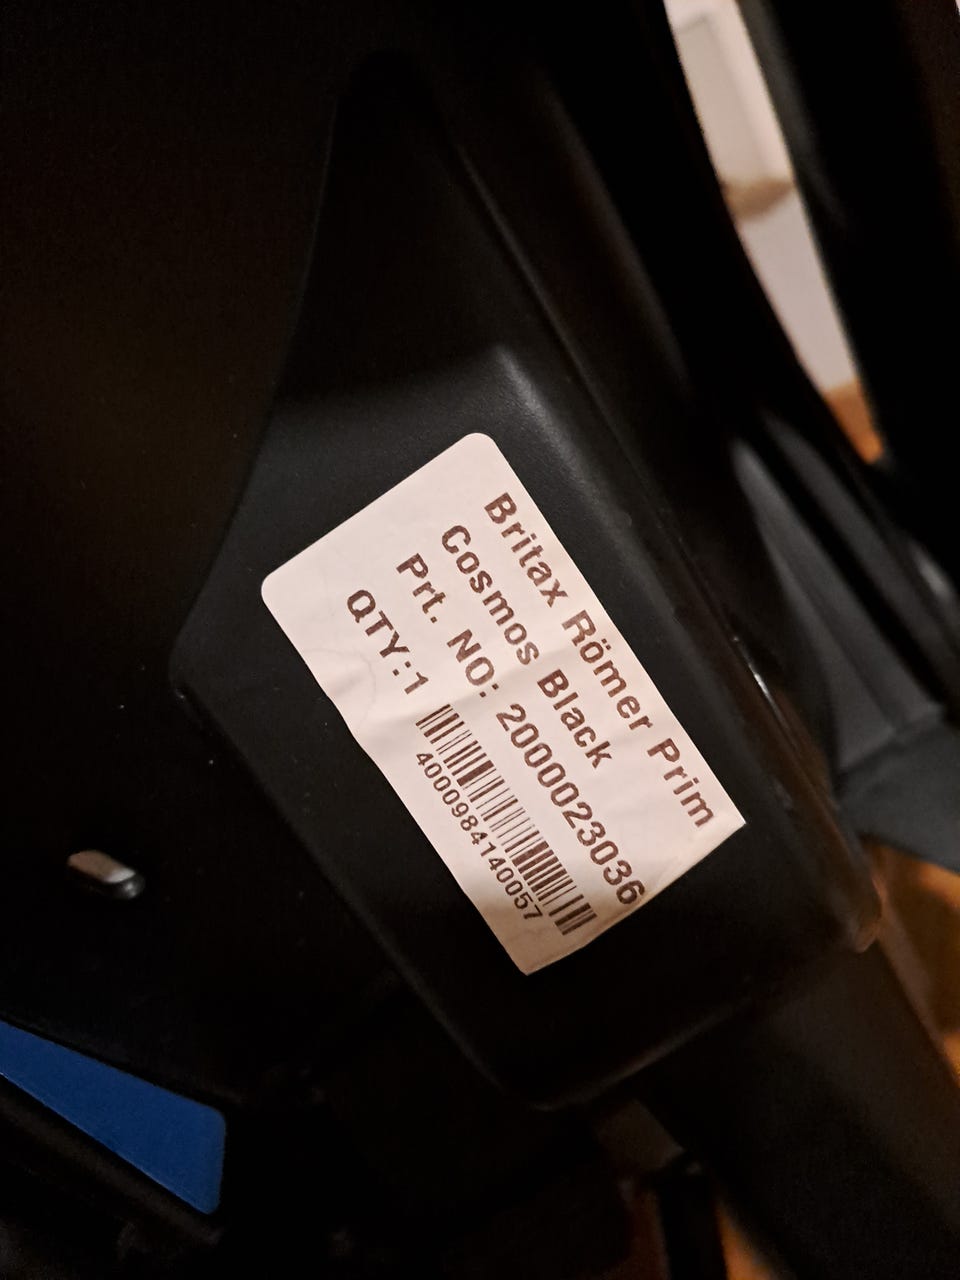 Britax Römer Prim
Cosmos Black
Prt. NO: 2000023036
QTY:1
4000984140057